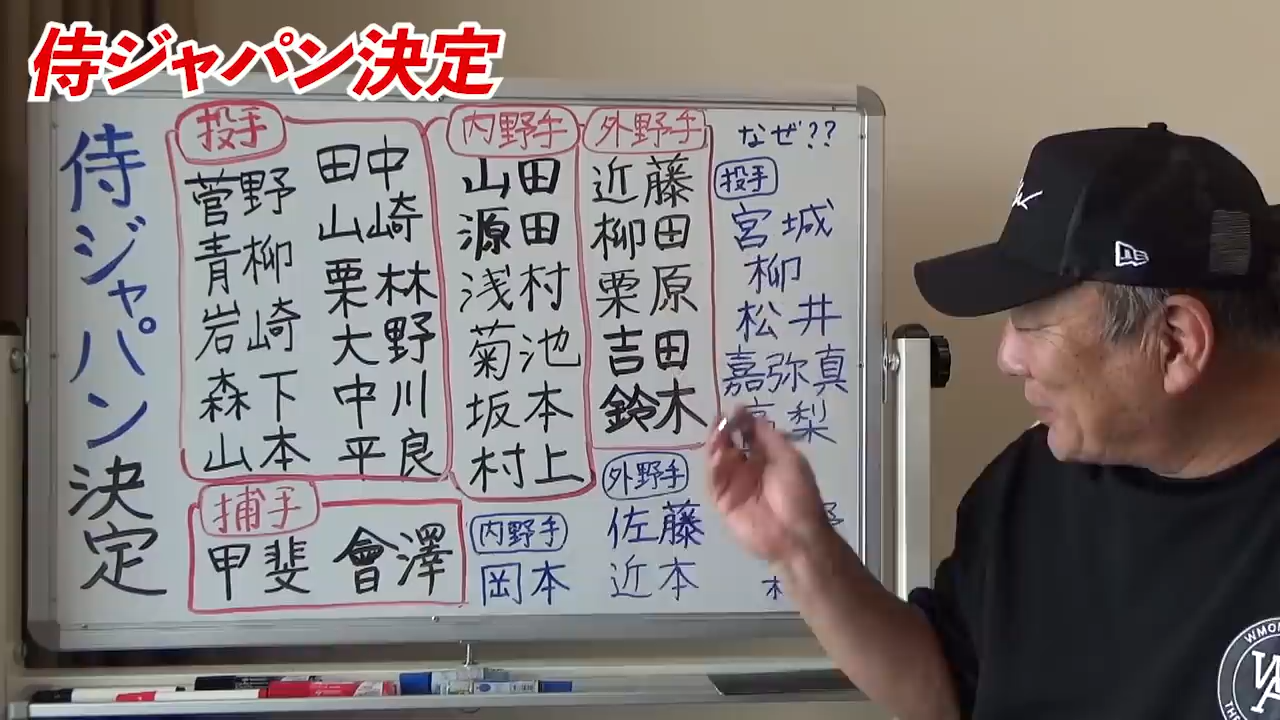 侍ジャパン決定
侍ジャパン決定
投手
菅野
青柳
岩崎
森下
山本
田中
山崎
栗林
大野
中川
平良
捕手
甲斐 會澤
内野手
山田
源田
浅村
菊池
坂本
村上
外野手
近藤
柳田
栗原
吉田
鈴木
なぜ??
投手
宮城
柳
松井
嘉弥真
梨
内野手
岡本
外野手
佐藤
近本